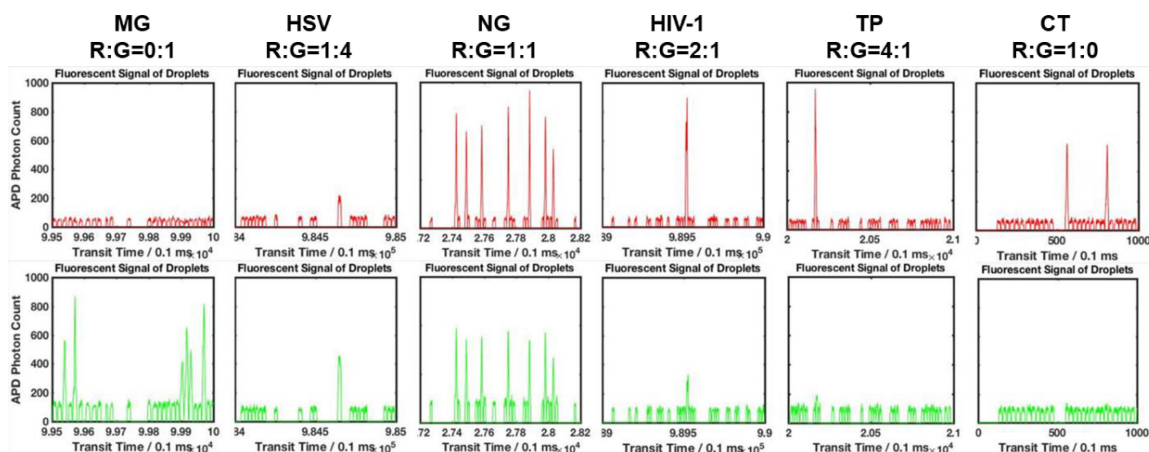 MG HSV NG HIV-1 TP CT
R:G=0:1 R:G=1:4 R:G=1:1 R:G=2:1 R:G=4:1 R:G=1:0
Fluorescent Signal of Droplets Fluorescent Signal of Droplets Fluorescent Signal of Droplets Fluorescent Signal of Droplets Fluorescent Signal of Droplets Fluorescent Signal of Droplets
APD Photon Count
1000
800
600
400
200
0
9.95 9.96 9.97 9.98 9.99 10 84 9.845 9.85 .72 2.74 2.76 2.78 2.8 2.82 89 9.895 9.9 2 2.05 2.1 0 500 1000
Transit Time / 0.1 ms ×10⁴ Transit Time / 0.1 ms ×10⁵ Transit Time / 0.1 ms ×10⁴ Transit Time / 0.1 ms ×10⁵ Transit Time / 0.1 ms ×10⁴ Transit Time / 0.1 ms
Fluorescent Signal of Droplets Fluorescent Signal of Droplets Fluorescent Signal of Droplets Fluorescent Signal of Droplets Fluorescent Signal of Droplets Fluorescent Signal of Droplets
APD Photon Count
1000
800
600
400
200
0
9.95 9.96 9.97 9.98 9.99 10 84 9.845 9.85 .72 2.74 2.76 2.78 2.8 2.82 89 9.895 9.9 2 2.05 2.1 0 500 1000
Transit Time / 0.1 ms ×10⁴ Transit Time / 0.1 ms ×10⁵ Transit Time / 0.1 ms ×10⁴ Transit Time / 0.1 ms ×10⁵ Transit Time / 0.1 ms ×10⁴ Transit Time / 0.1 ms